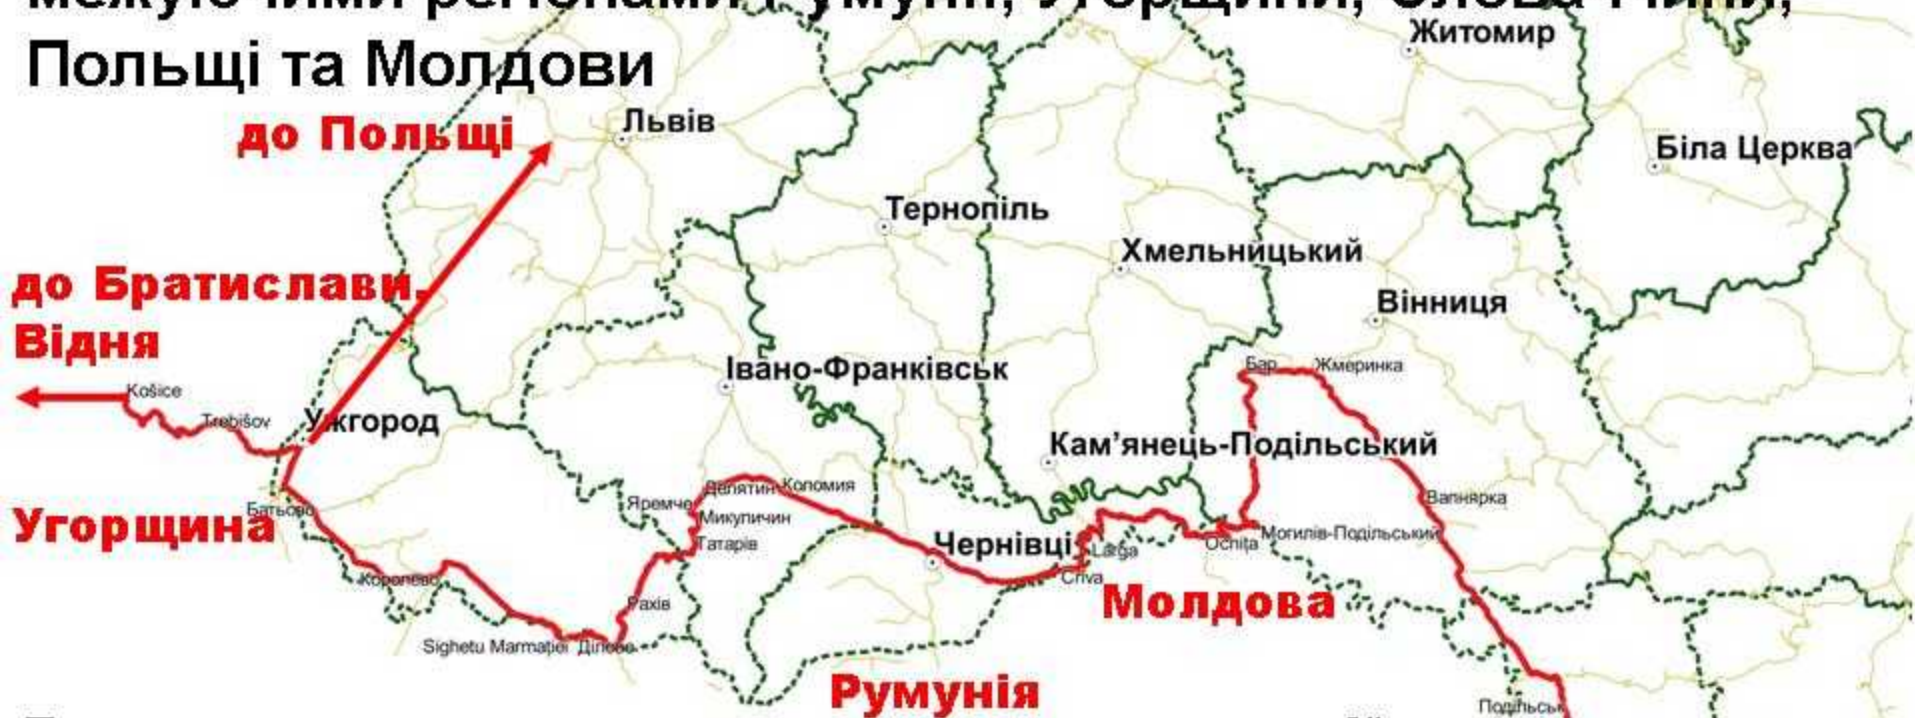 Польщі та Молдови
Житомир
до Польщі
Львів
Біла Церква
Тернопіль
Хмельницький
до Братислави,
Відня
Вінниця
Івано-Франківськ
Бар
Жмеринка
Košice
Trebišov
Ужгород
Кам’янець-Подільський
Делятин
Коломия
Яремче
Вапнярка
Батьово
Угорщина
Микуличин
Могилів-Подільський
Татарів
Чернівці
Larga
Ocnița
Королево
Criva
Рахів
Молдова
Sighetu Marmației
Ділове
Румунія
Подільськ